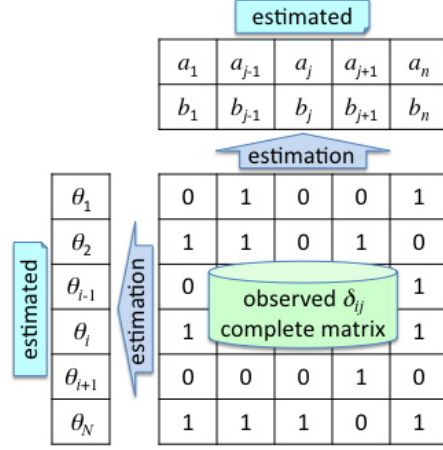 estimated
a1 aj-1 aj aj+1 an
b1 bj-1 bj bj+1 bn
estimation
θ1 0 1 0 0 1
θ2 1 1 0 1 0
θi-1 0 1
observed δij
θi 1 1
complete matrix
θi+1 0 0 0 1 0
θN 1 1 1 0 1
estimated
estimation